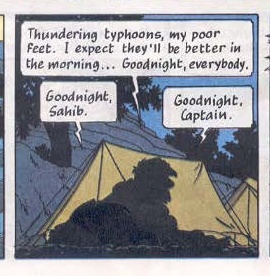 Thundering typhoons, my poor
feet. I expect they'll be better in
the morning... Goodnight, everybody.
Goodnight,
Sahib.
Goodnight,
Captain.